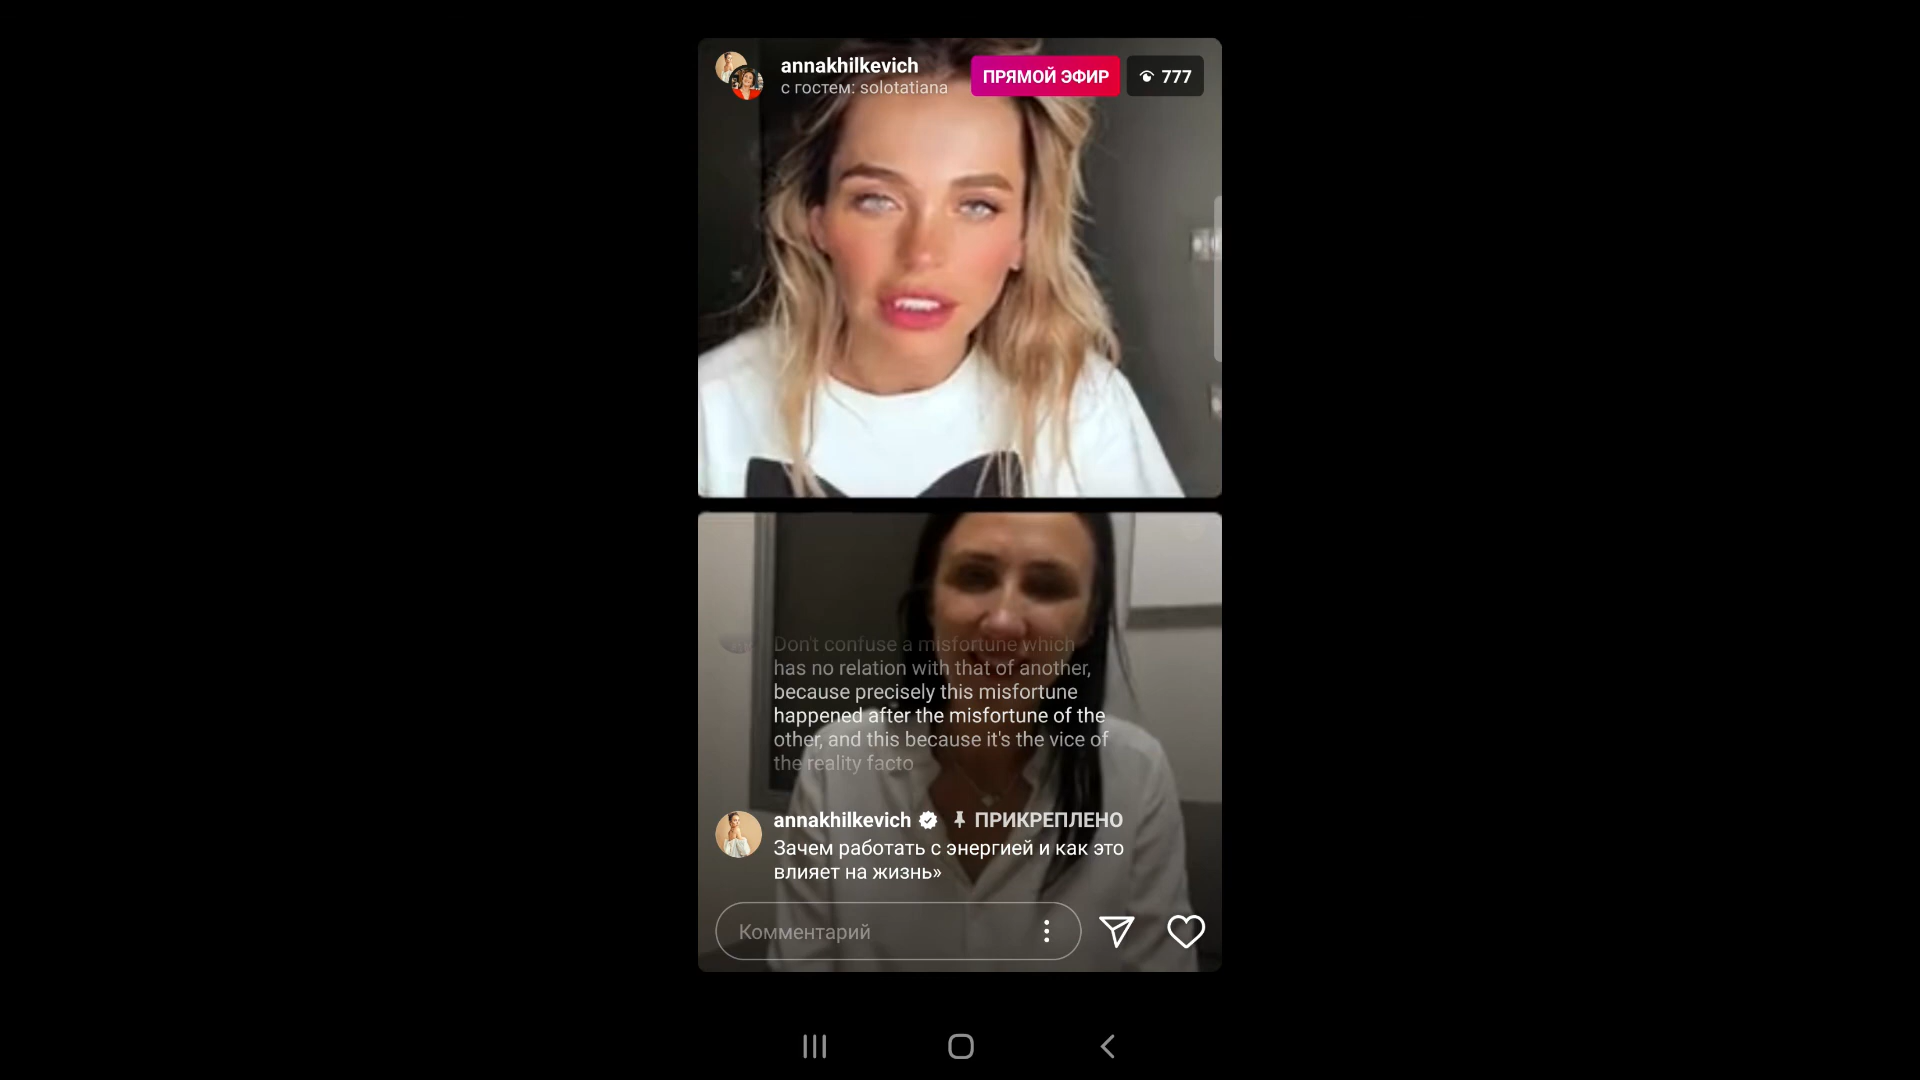 annakhilkevich
с гостем: solotatiana
ПРЯМОЙ ЭФИР
777
Don't confuse a misfortune which
has no relation with that of another,
because precisely this misfortune
happened after the misfortune of the
other, and this because it's the vice of
the reality facto
annakhilkevich ПРИКРЕПЛЕНО
Зачем работать с энергией и как это
влияет на жизнь»
Комментарий